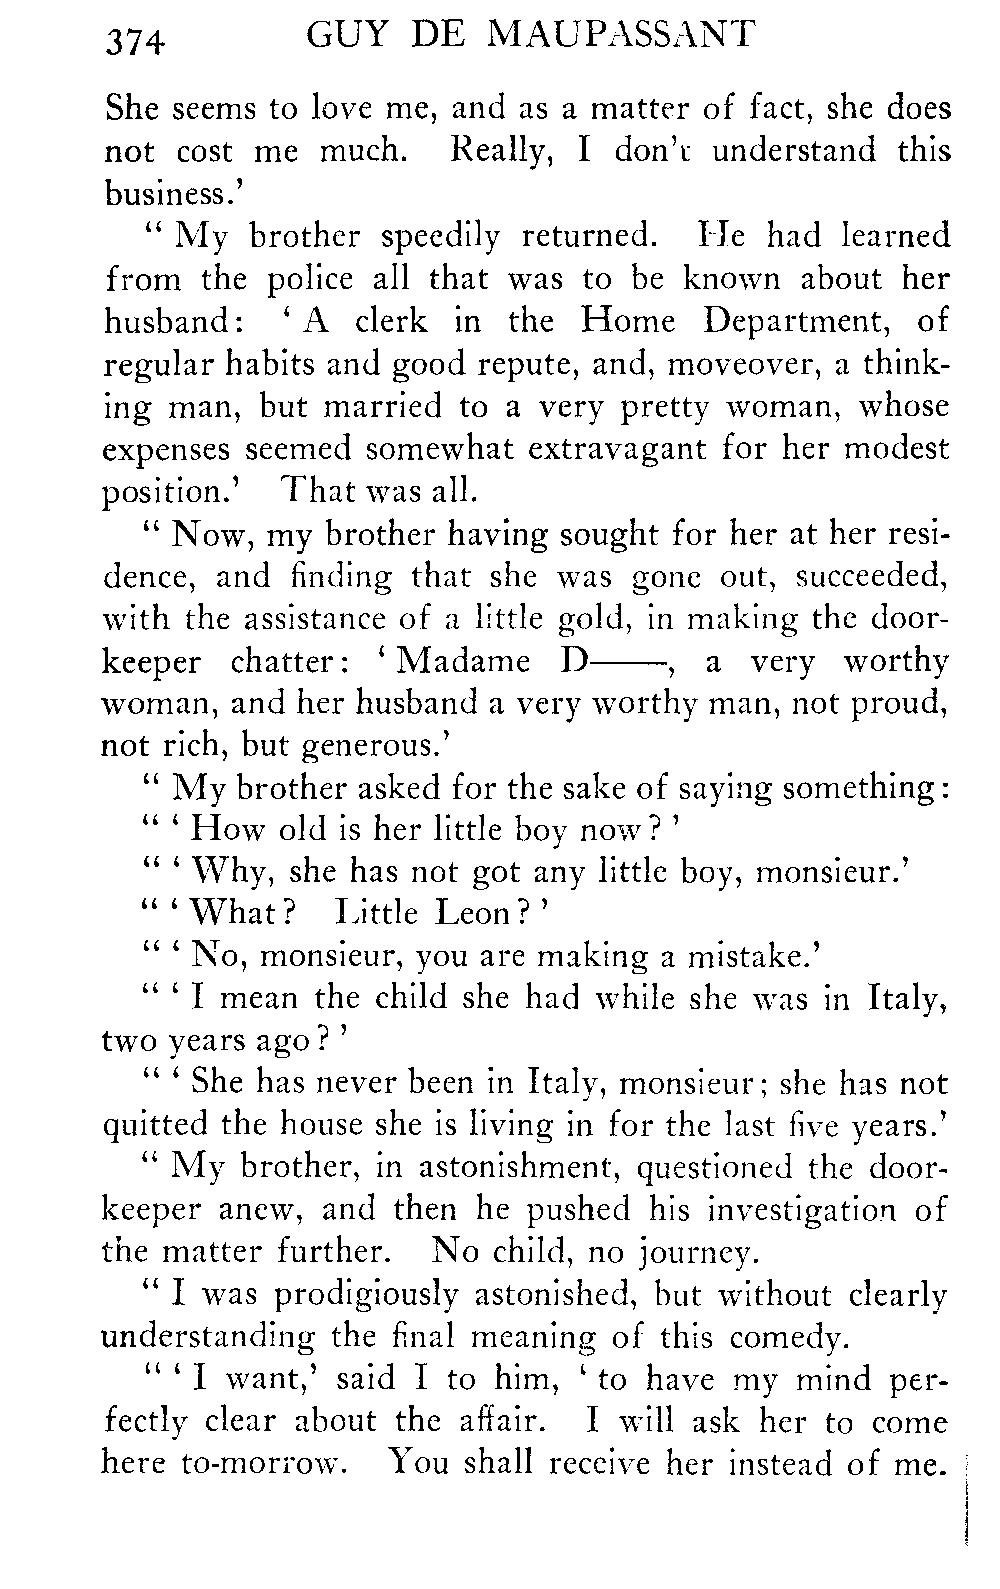 374 GUY DE MAUPASSANT
She seems to love me, and as a matter of fact, she does
not cost me much. Really, I don't understand this
business.'
" My brother speedily returned. He had learned
from the police all that was to be known about her
husband: ' A clerk in the Home Department, of
regular habits and good repute, and, moveover, a think-
ing man, but married to a very pretty woman, whose
expenses seemed somewhat extravagant for her modest
position.' That was all.
" Now, my brother having sought for her at her resi-
dence, and finding that she was gone out, succeeded,
with the assistance of a little gold, in making the door-
keeper chatter: ' Madame D——, a very worthy
woman, and her husband a very worthy man, not proud,
not rich, but generous.'
" My brother asked for the sake of saying something:
" ' How old is her little boy now? '
" ' Why, she has not got any little boy, monsieur.'
" ' What? Little Leon? '
" ' No, monsieur, you are making a mistake.'
" ' I mean the child she had while she was in Italy,
two years ago? '
" ' She has never been in Italy, monsieur; she has not
quitted the house she is living in for the last five years.'
" My brother, in astonishment, questioned the door-
keeper anew, and then he pushed his investigation of
the matter further. No child, no journey.
" I was prodigiously astonished, but without clearly
understanding the final meaning of this comedy.
" ' I want,' said I to him, ' to have my mind per-
fectly clear about the affair. I will ask her to come
here to-morrow. You shall receive her instead of me.